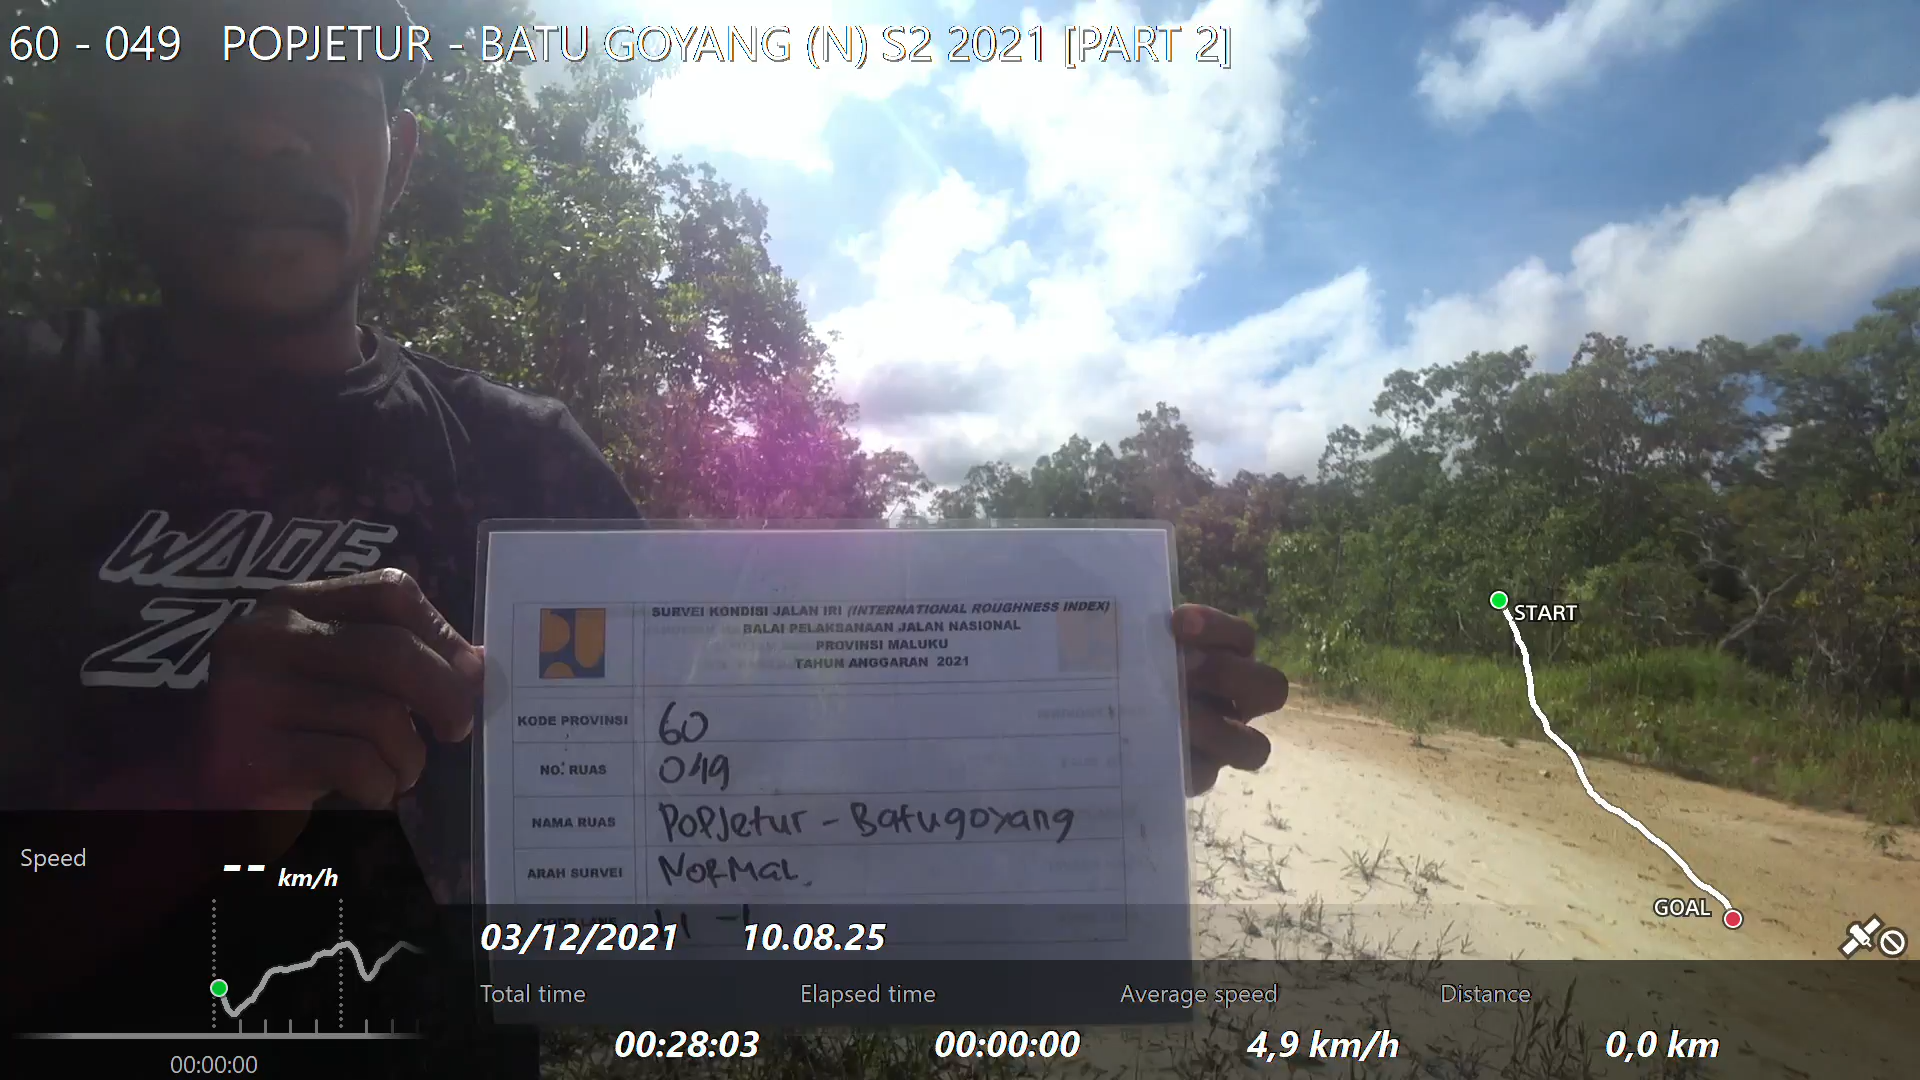 60 - 049 POPJETUR - BATU GOYANG (N) S2 2021 [PART 2]
WADE
SURVEI KONDISI JALAN IRI (INTERNATIONAL ROUGHNESS INDEX)
BALAI PELAKSANAAN JALAN NASIONAL
PROVINSI MALUKU
TAHUN ANGGARAN 2021
KODE PROVINSI 60
NO. RUAS 049
NAMA RUAS Popjetur - Batugoyang
ARAH SURVEI NORMAL
KODE LANE
START
GOAL
Speed
-- km/h
00:00:00
03/12/2021 10.08.25
Total time Elapsed time Average speed Distance
00:28:03 00:00:00 4,9 km/h 0,0 km